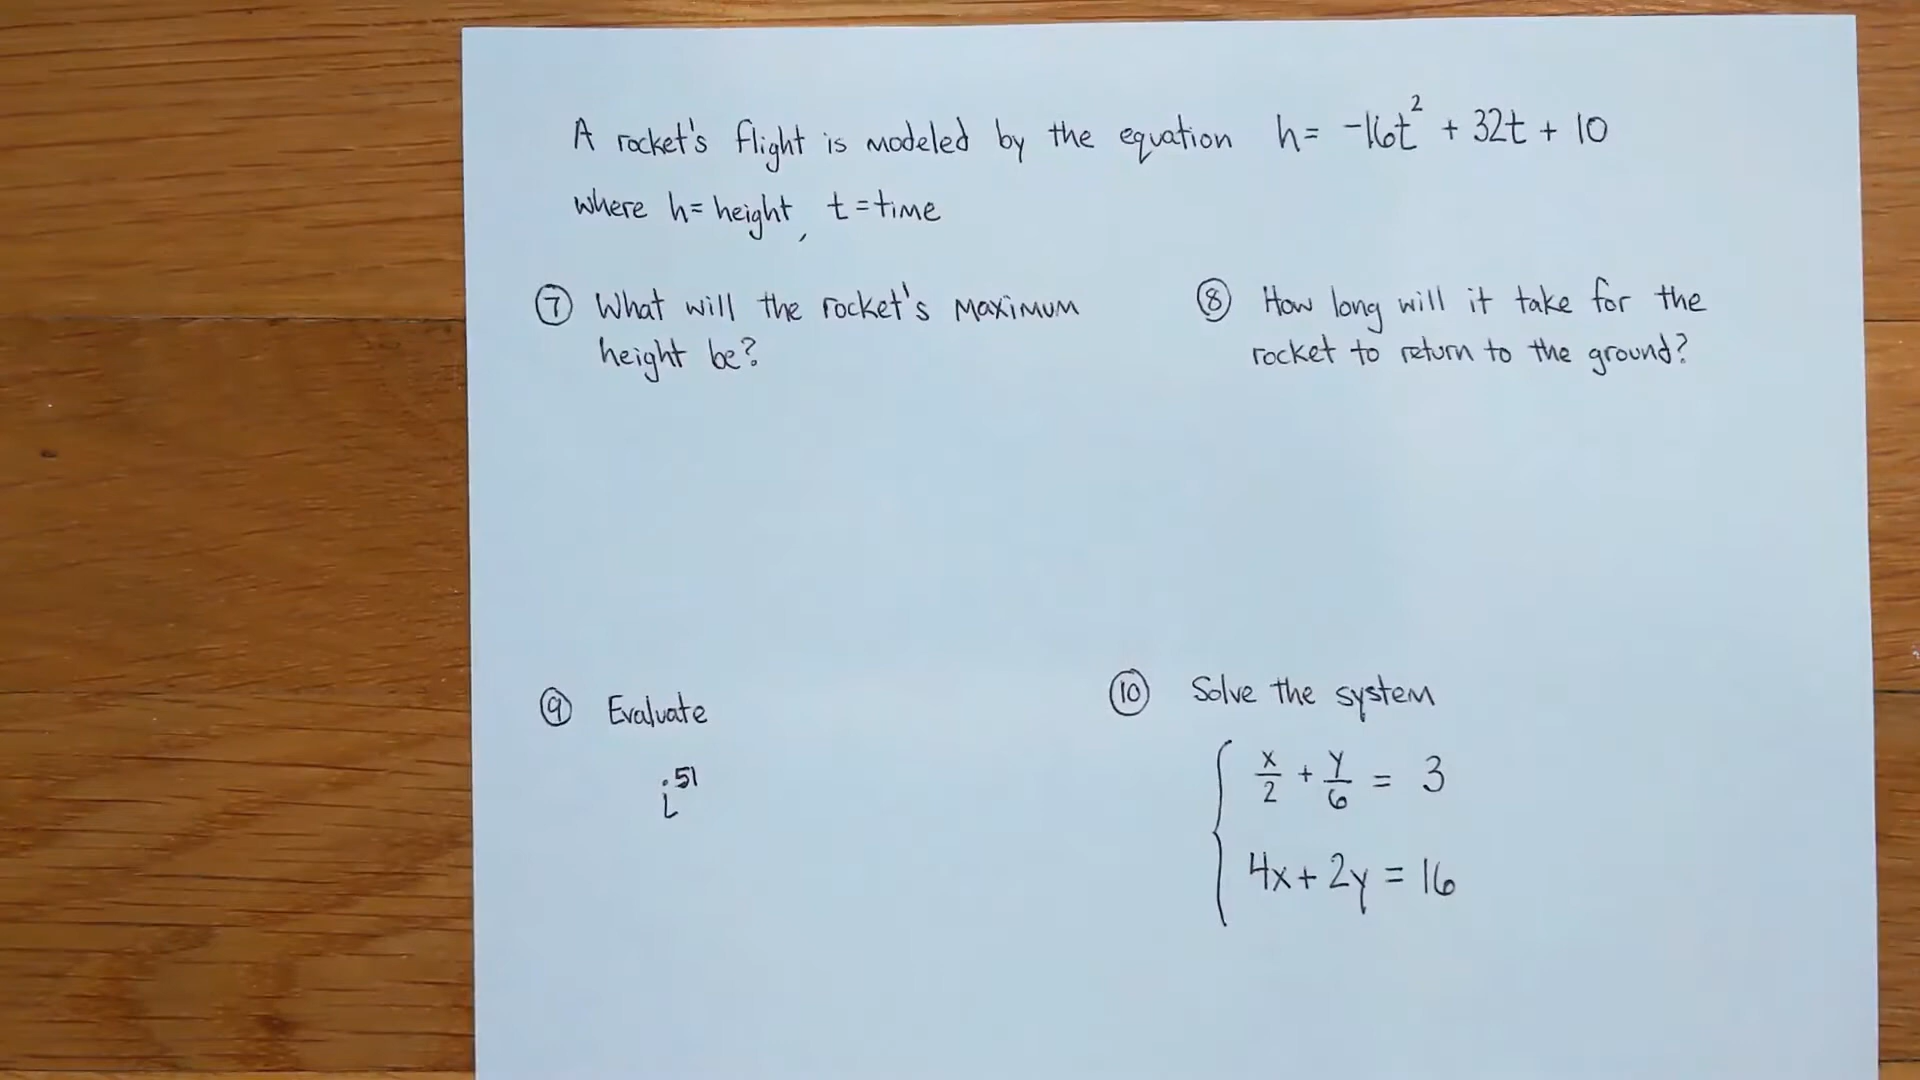 A rocket's flight is modeled by the equation h = -16t² + 32t + 10
where h = height, t = time
⑦ What will the rocket's maximum
height be?
⑧ How long will it take for the
rocket to return to the ground?
⑨ Evaluate
i⁵¹
⑩ Solve the system
x/2 + y/6 = 3
4x + 2y = 16